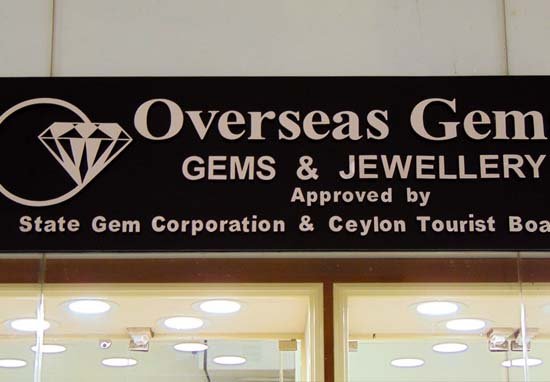 Overseas Gem
GEMS & JEWELLERY
Approved by
State Gem Corporation & Ceylon Tourist Boa